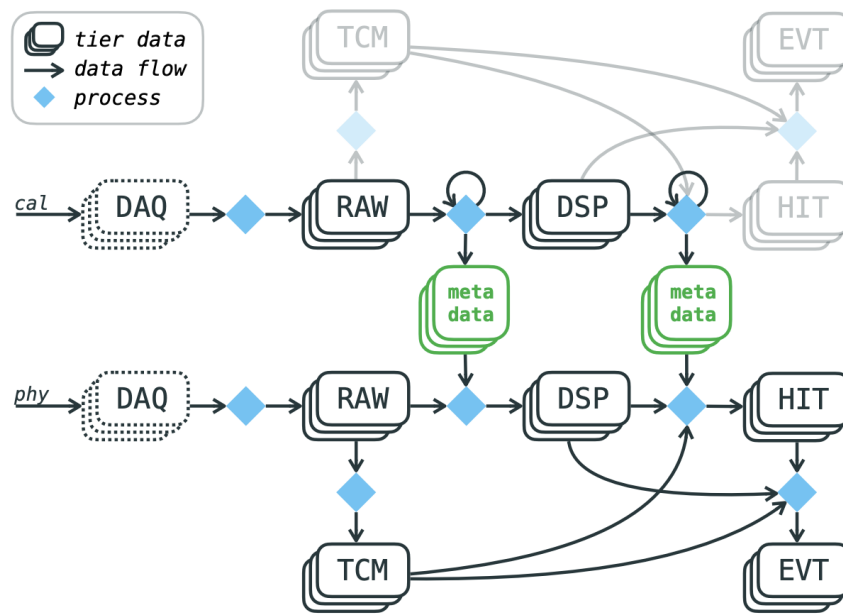 tier data
data flow
process
TCM
EVT
cal
DAQ
RAW
DSP
HIT
meta
data
meta
data
phy
DAQ
RAW
DSP
HIT
TCM
EVT